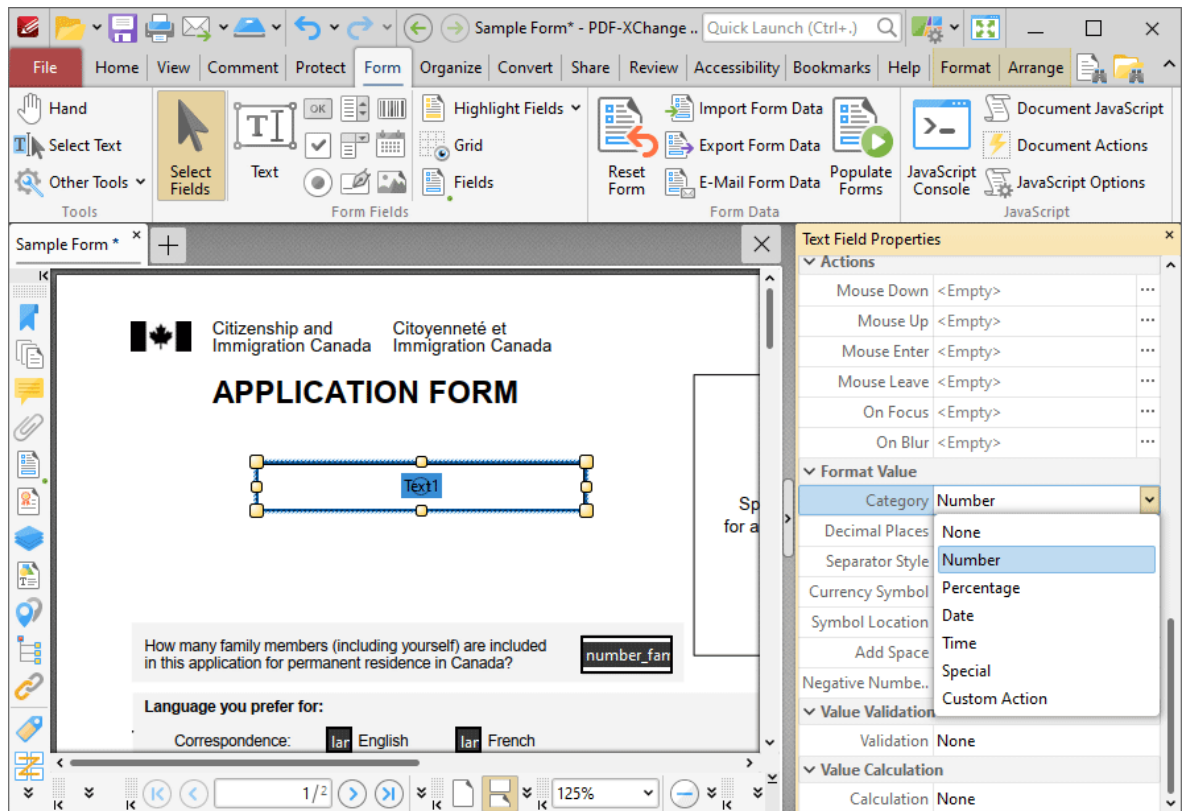 Sample Form* - PDF-XChange ..
Quick Launch (Ctrl+.)
File Home View Comment Protect Form Organize Convert Share Review Accessibility Bookmarks Help Format Arrange
Hand
Select Text
Other Tools
Tools
Select Fields
Text
OK
Highlight Fields
Grid
Fields
Form Fields
Reset Form
Import Form Data
Export Form Data
E-Mail Form Data
Populate Forms
Form Data
JavaScript Console
Document JavaScript
Document Actions
JavaScript Options
JavaScript
Sample Form *
Citizenship and Immigration Canada
Citoyenneté et Immigration Canada
APPLICATION FORM
Text1
Sp
for a
How many family members (including yourself) are included
in this application for permanent residence in Canada?
number_fam
Language you prefer for:
Correspondence: lar English lar French
1/2
125%
Text Field Properties
Actions
Mouse Down <Empty>
Mouse Up <Empty>
Mouse Enter <Empty>
Mouse Leave <Empty>
On Focus <Empty>
On Blur <Empty>
Format Value
Category Number
Decimal Places
Separator Style
Currency Symbol
Symbol Location
Add Space
Negative Numbe..
None
Number
Percentage
Date
Time
Special
Custom Action
Value Validation
Validation None
Value Calculation
Calculation None